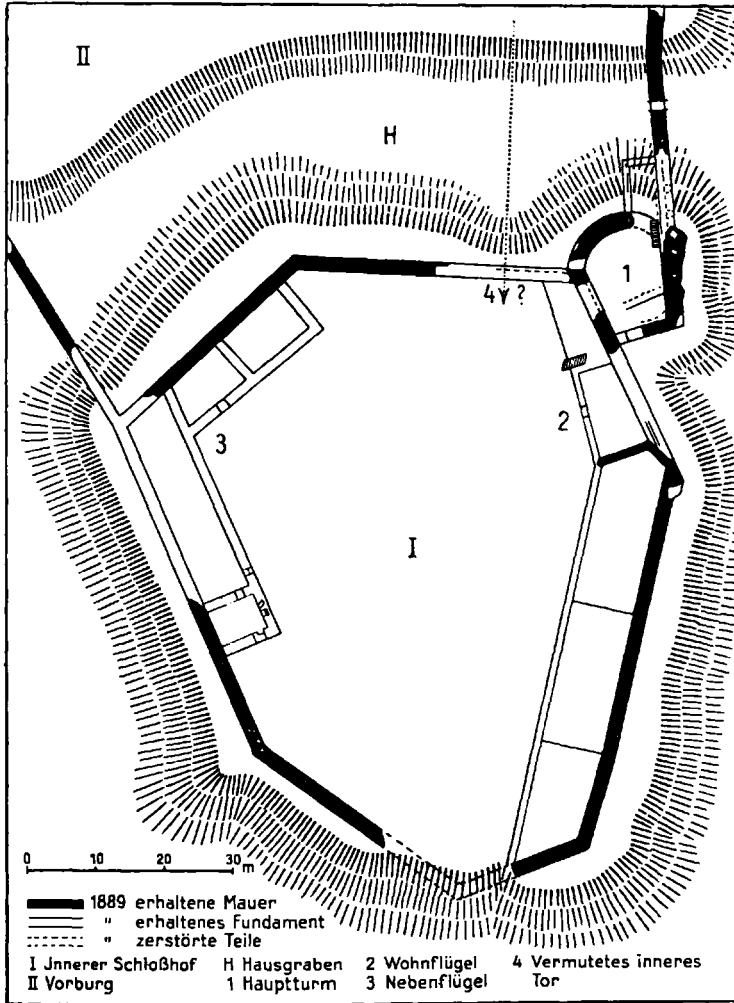 II
H
1
4 ?
2
3
I
0 10 20 30 m
1889 erhaltene Mauer
" erhaltenes Fundament
" zerstörte Teile
I Jnnerer Schloßhof H Hausgraben 2 Wohnflügel 4 Vermutetes inneres
II Vorburg 1 Hauptturm 3 Nebenflügel Tor